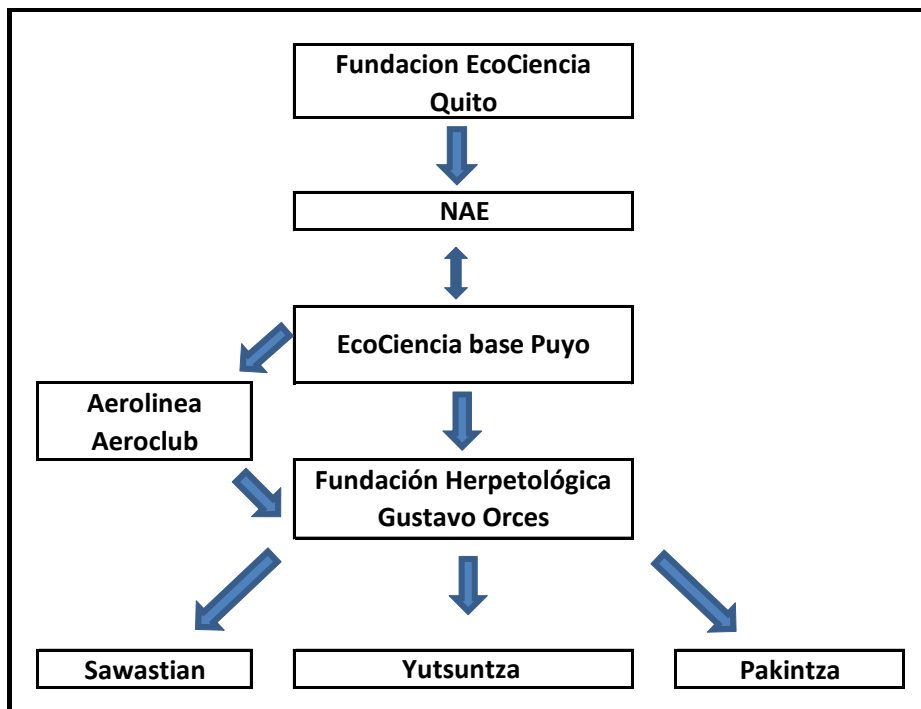 Fundacion EcoCiencia
Quito
NAE
EcoCiencia base Puyo
Aerolinea
Aeroclub
Fundación Herpetológica
Gustavo Orces
Sawastian
Yutsuntza
Pakintza